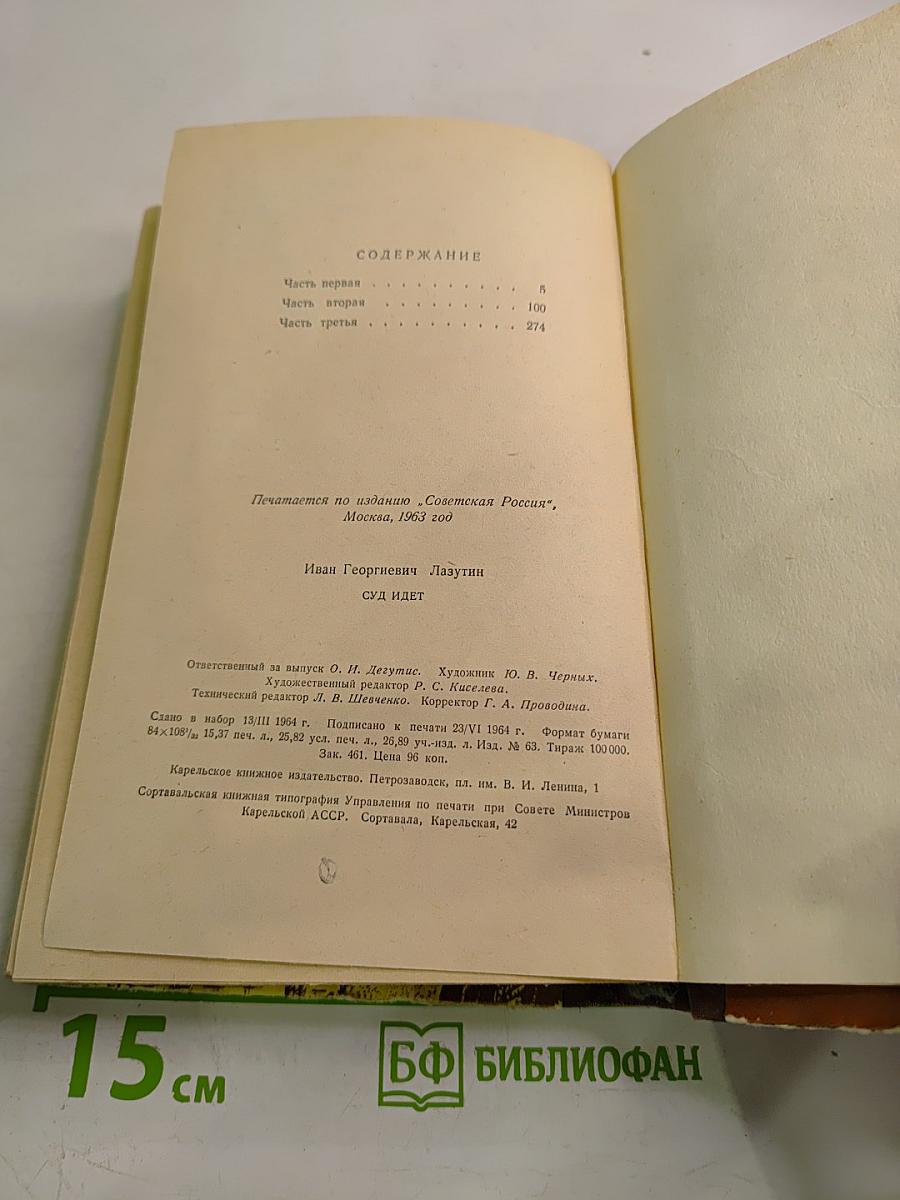 СОДЕРЖАНИЕ
Часть первая . . . . . . . . . . 5
Часть вторая . . . . . . . . . 100
Часть третья . . . . . . . . . . 274
Печатается по изданию „Советская Россия“,
Москва, 1963 год
Иван Георгиевич Лазутин
СУД ИДЕТ
Ответственный за выпуск О. И. Дегутис. Художник Ю. В. Черных.
Художественный редактор Р. С. Киселева.
Технический редактор Л. В. Шевченко. Корректор Г. А. Проводина.
Сдано в набор 13/III 1964 г. Подписано к печати 23/VI 1964 г. Формат бумаги
84×108¹/₃₂ 15,37 печ. л., 25,82 усл. печ. л., 26,89 уч.-изд. л. Изд. № 63. Тираж 100 000.
Зак. 461. Цена 96 коп.
Карельское книжное издательство. Петрозаводск, пл. им. В. И. Ленина, 1
Сортавальская книжная типография Управления по печати при Совете Министров
Карельской АССР. Сортавала, Карельская, 42
15 см
БФ БИБЛИОФАН